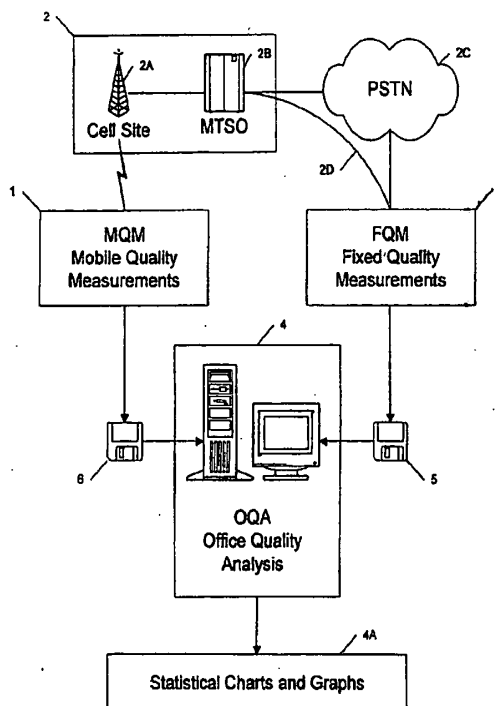 2
2A
2B
2C
PSTN
Cell Site
MTSO
2D
1
MQM
Mobile Quality
Measurements
FQM
Fixed Quality
Measurements
4
6
5
OQA
Office Quality
Analysis
4A
Statistical Charts and Graphs